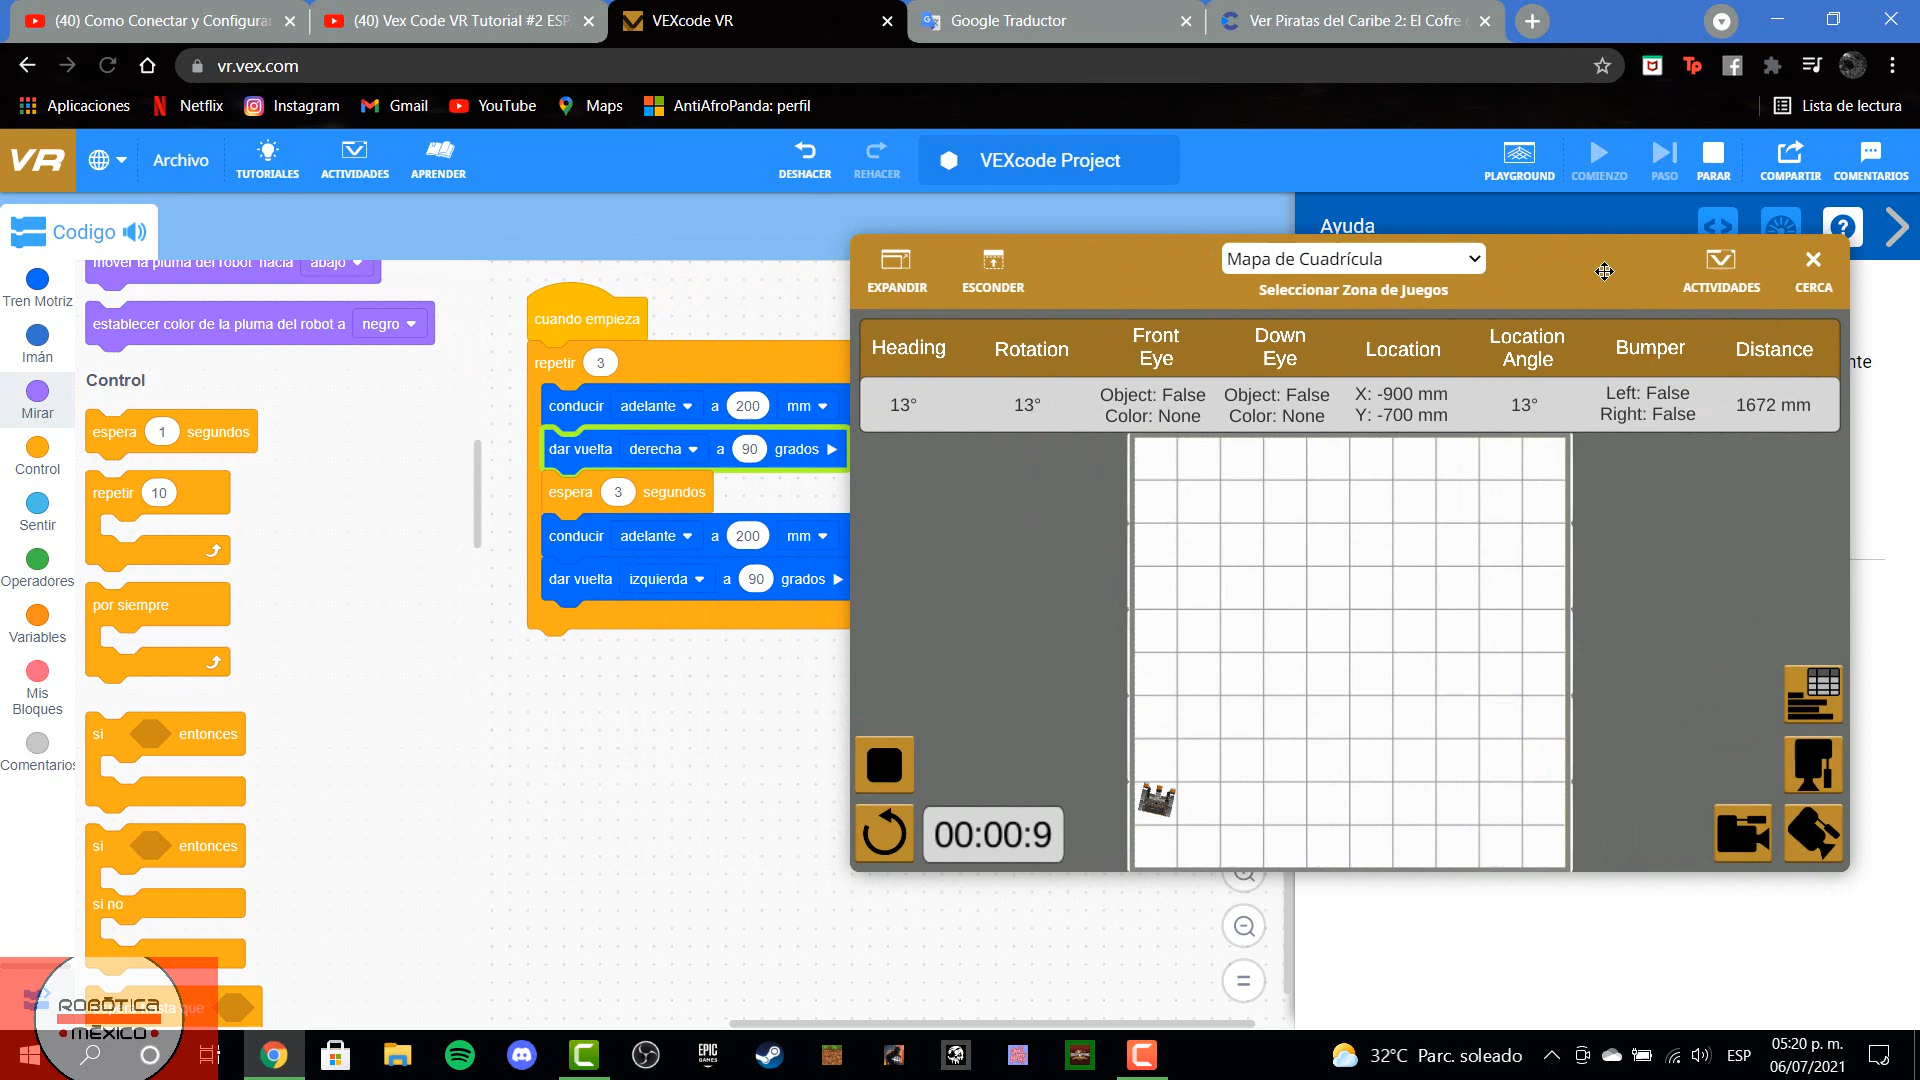 (40) Como Conectar y Configurar
(40) Vex Code VR Tutorial #2 ESP
VEXcode VR
Google Traductor
Ver Piratas del Caribe 2: El Cofre
vr.vex.com
Aplicaciones
Netflix
Instagram
Gmail
YouTube
Maps
AntiAfroPanda: perfil
Lista de lectura
VR
Archivo
TUTORIALES
ACTIVIDADES
APRENDER
DESHACER
REHACER
VEXcode Project
PLAYGROUND
COMIENZO
PASO
PARAR
COMPARTIR
COMENTARIOS
Codigo
Ayuda
Tren Motriz
Imán
Mirar
Control
Sentir
Operadores
Variables
Mis
Bloques
Comentarios
mover la pluma del robot hacia abajo
establecer color de la pluma del robot a negro
Control
espera 1 segundos
repetir 10
por siempre
si entonces
si entonces
si no
que
cuando empieza
repetir 3
conducir adelante a 200 mm
dar vuelta derecha a 90 grados
espera 3 segundos
conducir adelante a 200 mm
dar vuelta izquierda a 90 grados
EXPANDIR
ESCONDER
Mapa de Cuadrícula
Seleccionar Zona de Juegos
ACTIVIDADES
CERCA
Heading
Rotation
Front
Eye
Down
Eye
Location
Location
Angle
Bumper
Distance
13°
13°
Object: False
Color: None
Object: False
Color: None
X: -900 mm
Y: -700 mm
13°
Left: False
Right: False
1672 mm
nte
00:00:9
ROBÓTICA
MÉXICO
EPIC
GAMES
32°C Parc. soleado
ESP
05:20 p. m.
06/07/2021